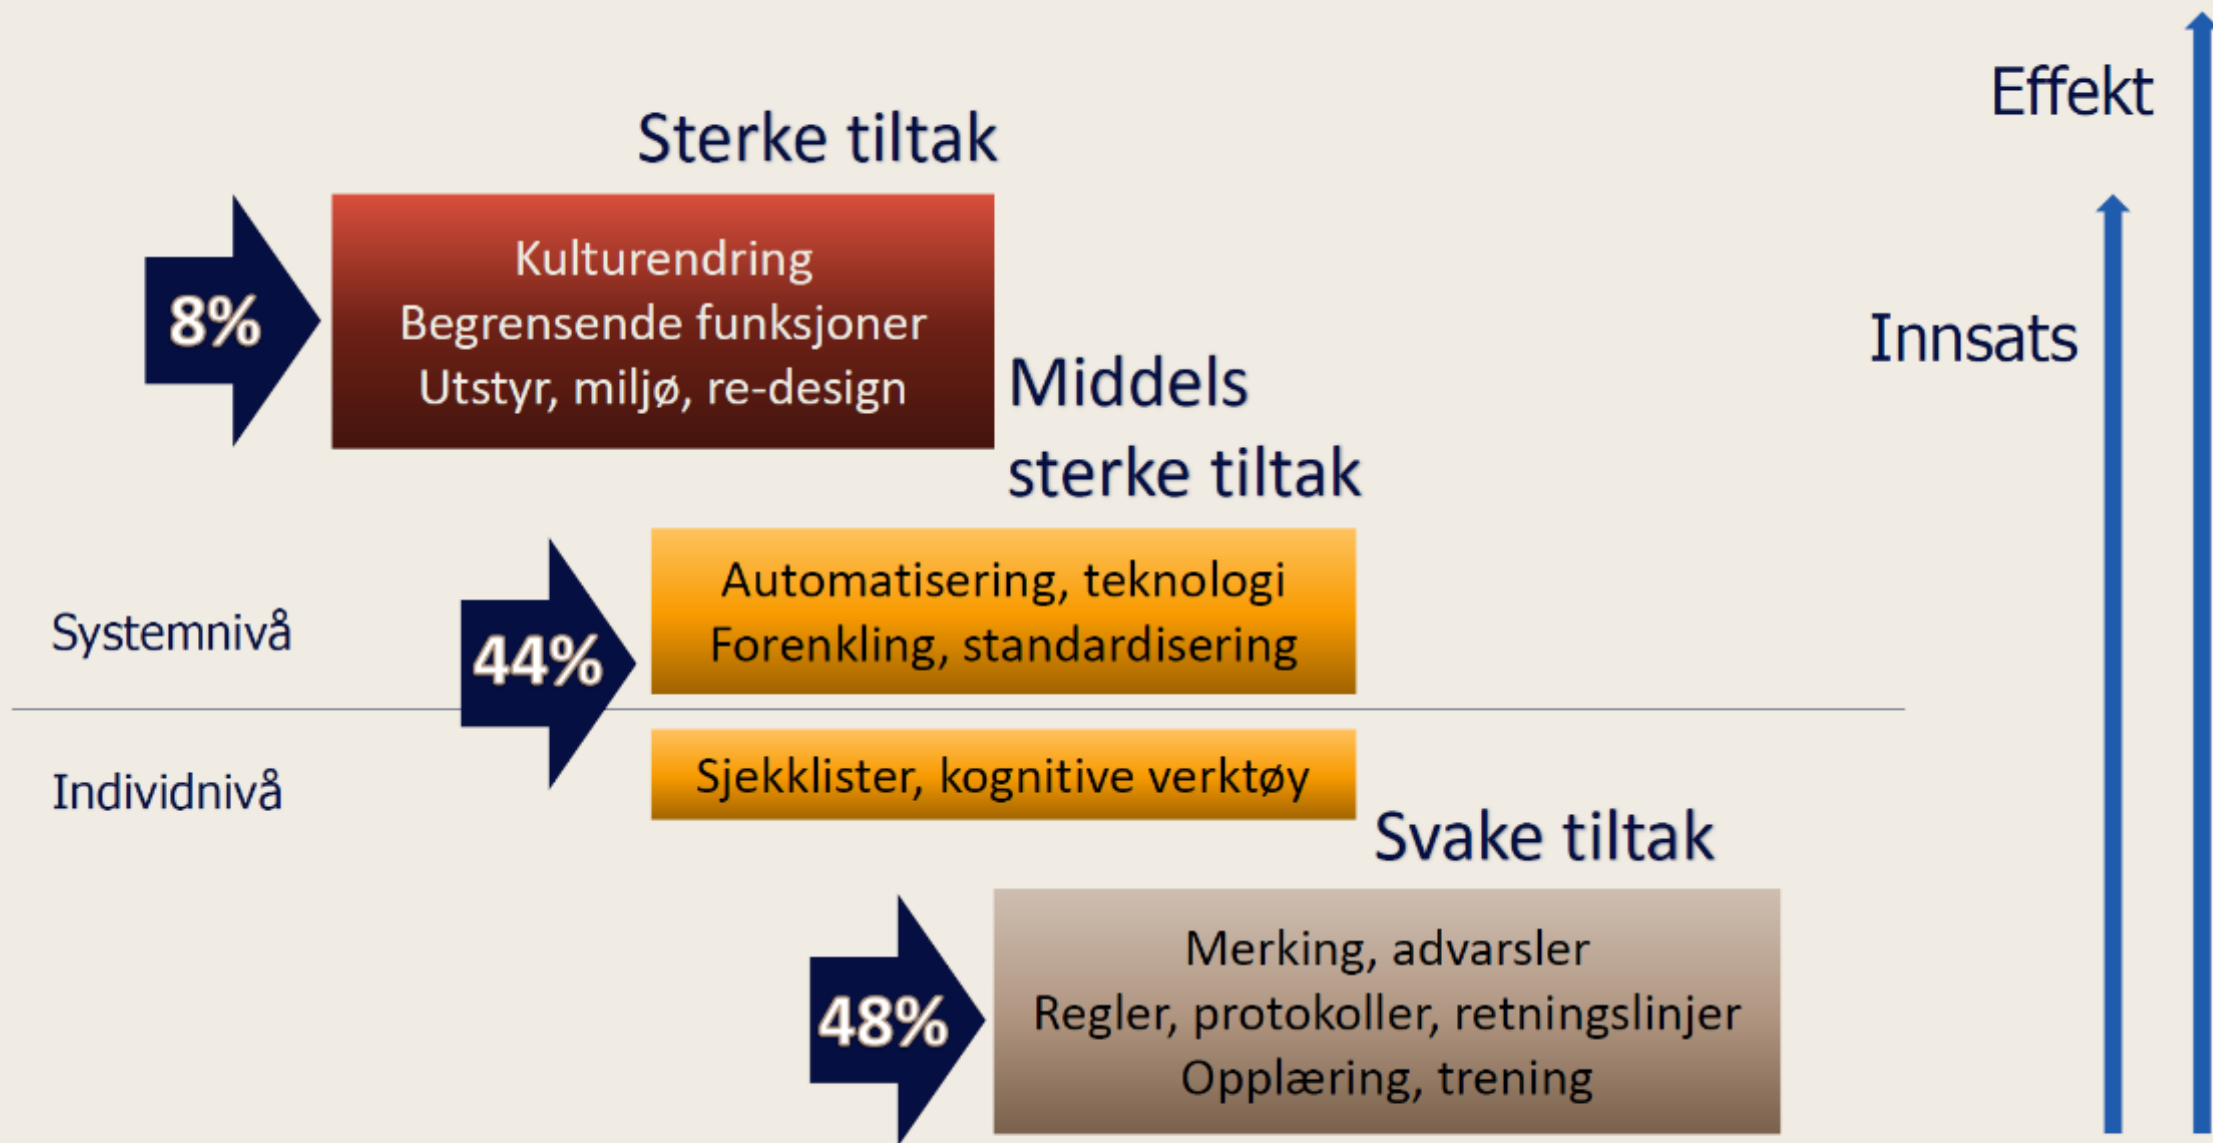 Effekt
Sterke tiltak
8%
Kulturendring
Begrensende funksjoner
Utstyr, miljø, re-design
Innsats
Middels
sterke tiltak
Systemnivå
44%
Automatisering, teknologi
Forenkling, standardisering
Individnivå
Sjekklister, kognitive verktøy
Svake tiltak
48%
Merking, advarsler
Regler, protokoller, retningslinjer
Opplæring, trening